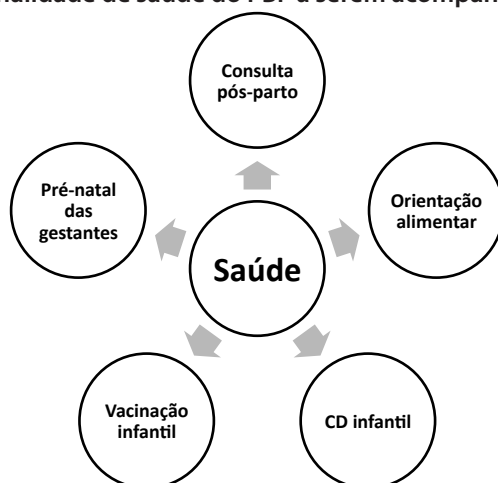 Consulta
pós-parto
Pré-natal
das
gestantes
Orientação
alimentar
Saúde
Vacinação
infantil
CD infantil